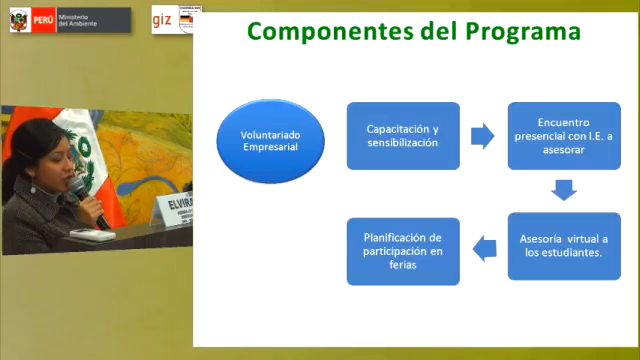 PERÚ
Ministerio
del Ambiente
giz
Componentes del Programa
Voluntariado
Empresarial
Capacitación y
sensibilización
Encuentro
presencial con I.E. a
asesorar
Planificación de
participación en
ferias
Asesoría virtual a
los estudiantes.
ELVIRA